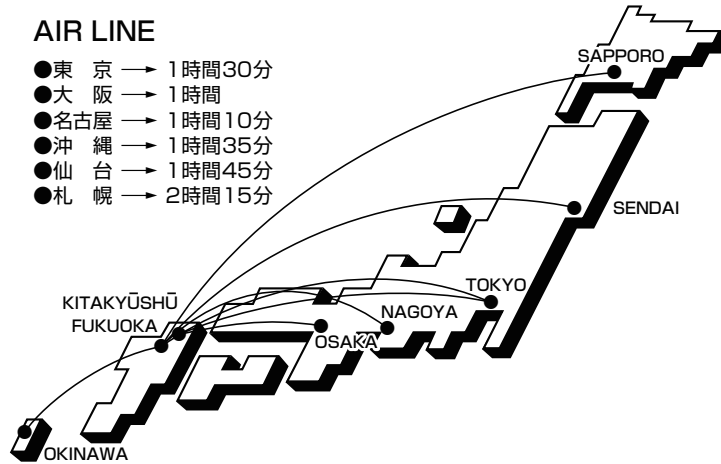 AIR LINE
●東　京 → 1時間30分
●大　阪 → 1時間
●名古屋 → 1時間10分
●沖　縄 → 1時間35分
●仙　台 → 1時間45分
●札　幌 → 2時間15分
SAPPORO
SENDAI
TOKYO
NAGOYA
OSAKA
KITAKYŪSHŪ
FUKUOKA
OKINAWA